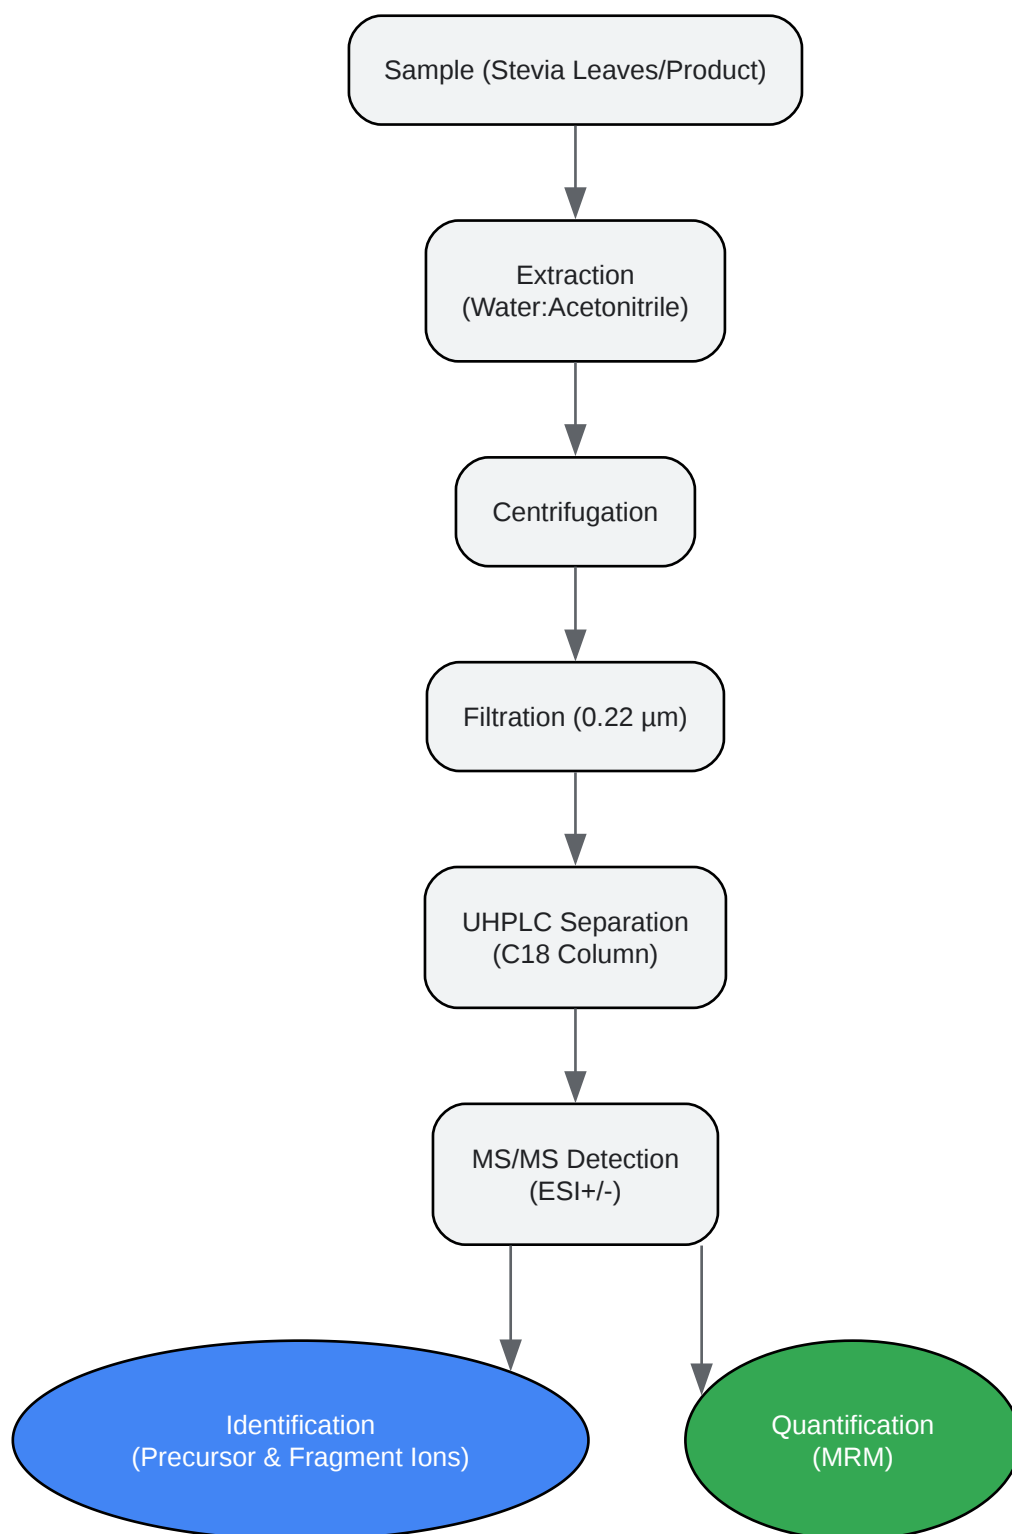 Sample (Stevia Leaves/Product)
Extraction
(Water:Acetonitrile)
Centrifugation
Filtration (0.22 µm)
UHPLC Separation
(C18 Column)
MS/MS Detection
(ESI+/-)
Identification
(Precursor & Fragment Ions)
Quantification
(MRM)